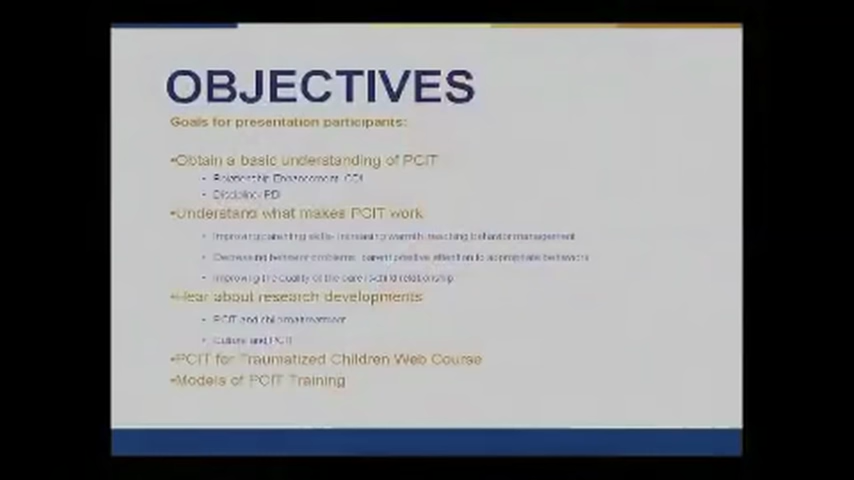 OBJECTIVES
Goals for presentation participants:
•Obtain a basic understanding of PCIT
• Relationship Enhancement- CDI
• Discipline- PDI
•Understand what makes PCIT work
• Improving parenting skills- increasing warmth, teaching behavior management
• Decreasing behavior problems, parent positive attention to appropriate behaviors
• Improving the quality of the parent-child relationship
•Hear about research developments
• PCIT and child maltreatment
• Culture and PCIT
•PCIT for Traumatized Children Web Course
•Models of PCIT Training